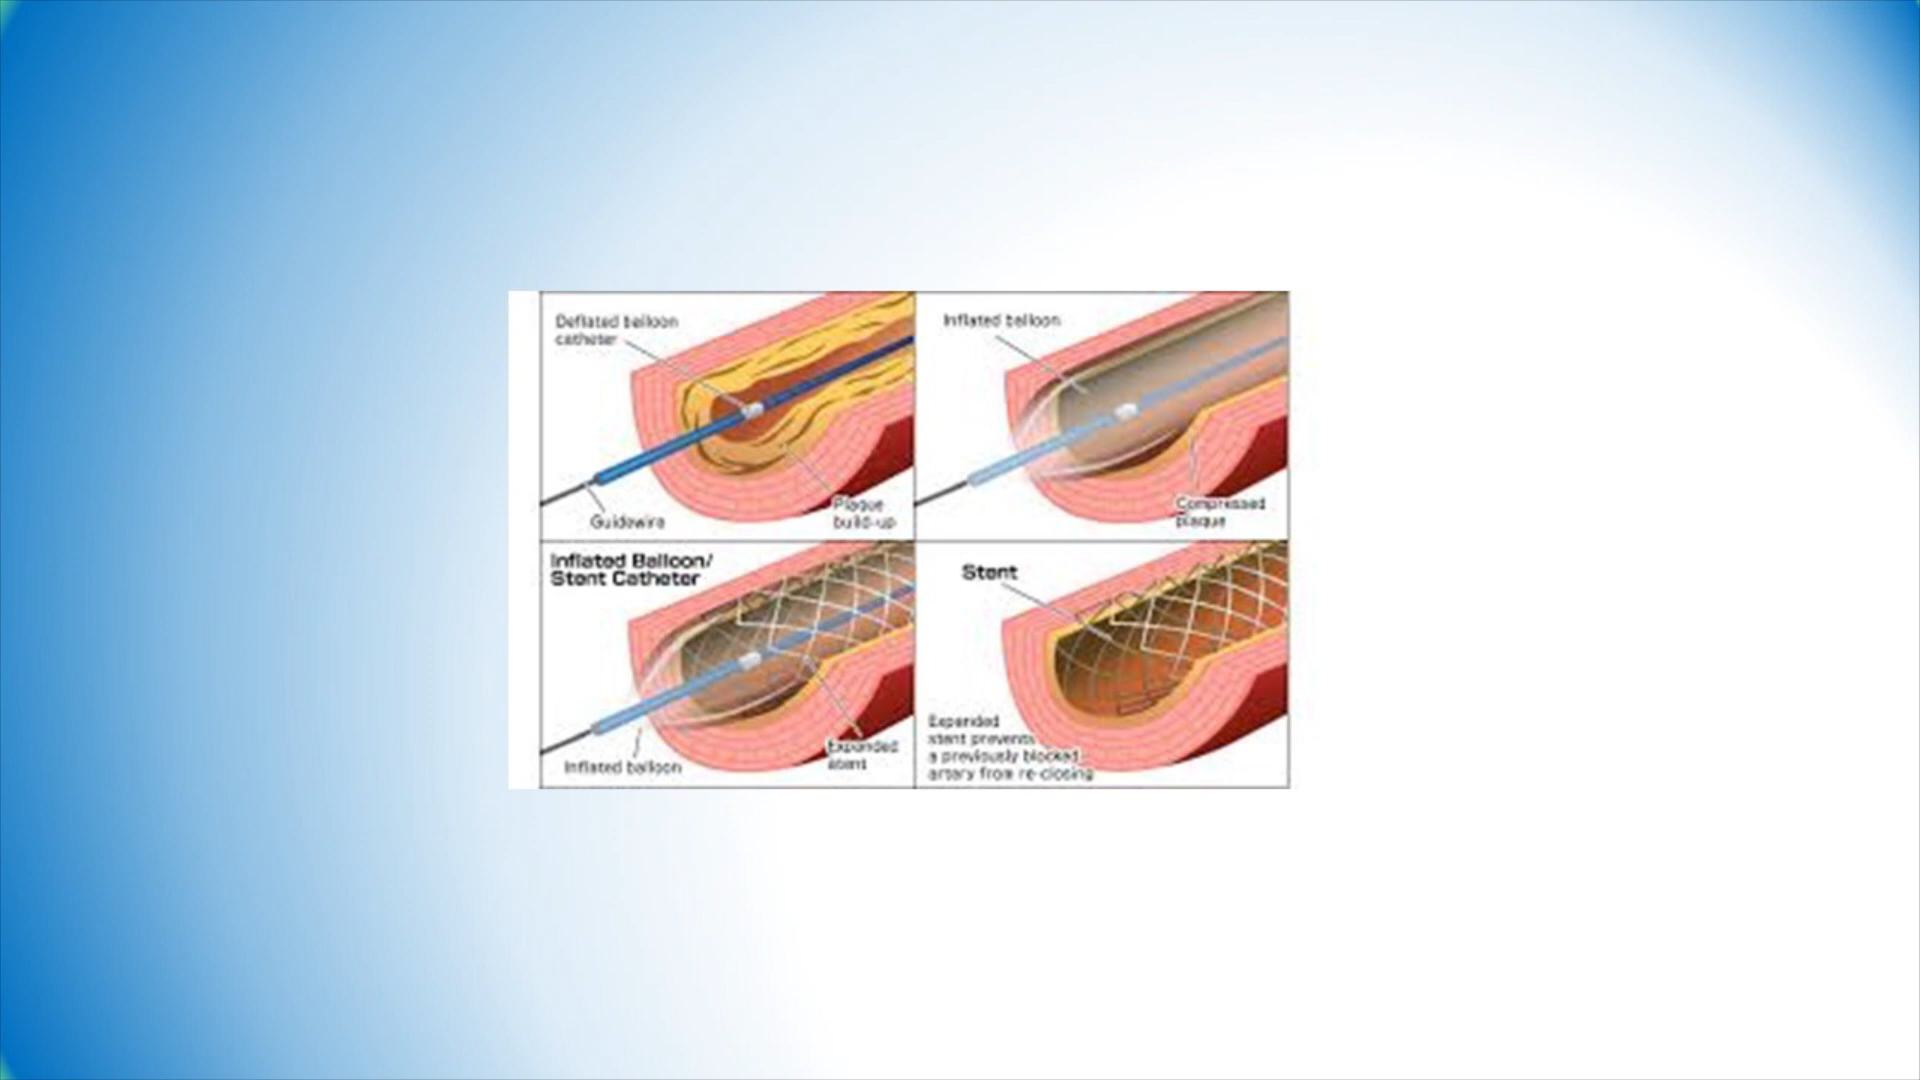 Deflated balloon
catheter
Guidewire
Plaque
build-up
Inflated balloon
Compressed
plaque
Inflated Balloon/
Stent Catheter
Inflated balloon
Expanded
stent
Stent
Expanded
stent prevents
a previously blocked
artery from re-closing